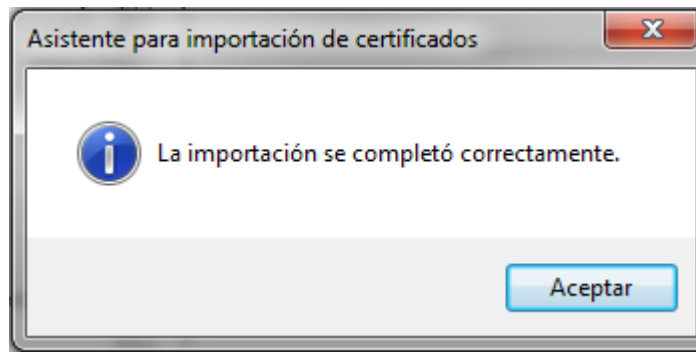 Asistente para importación de certificados
La importación se completó correctamente.
Aceptar